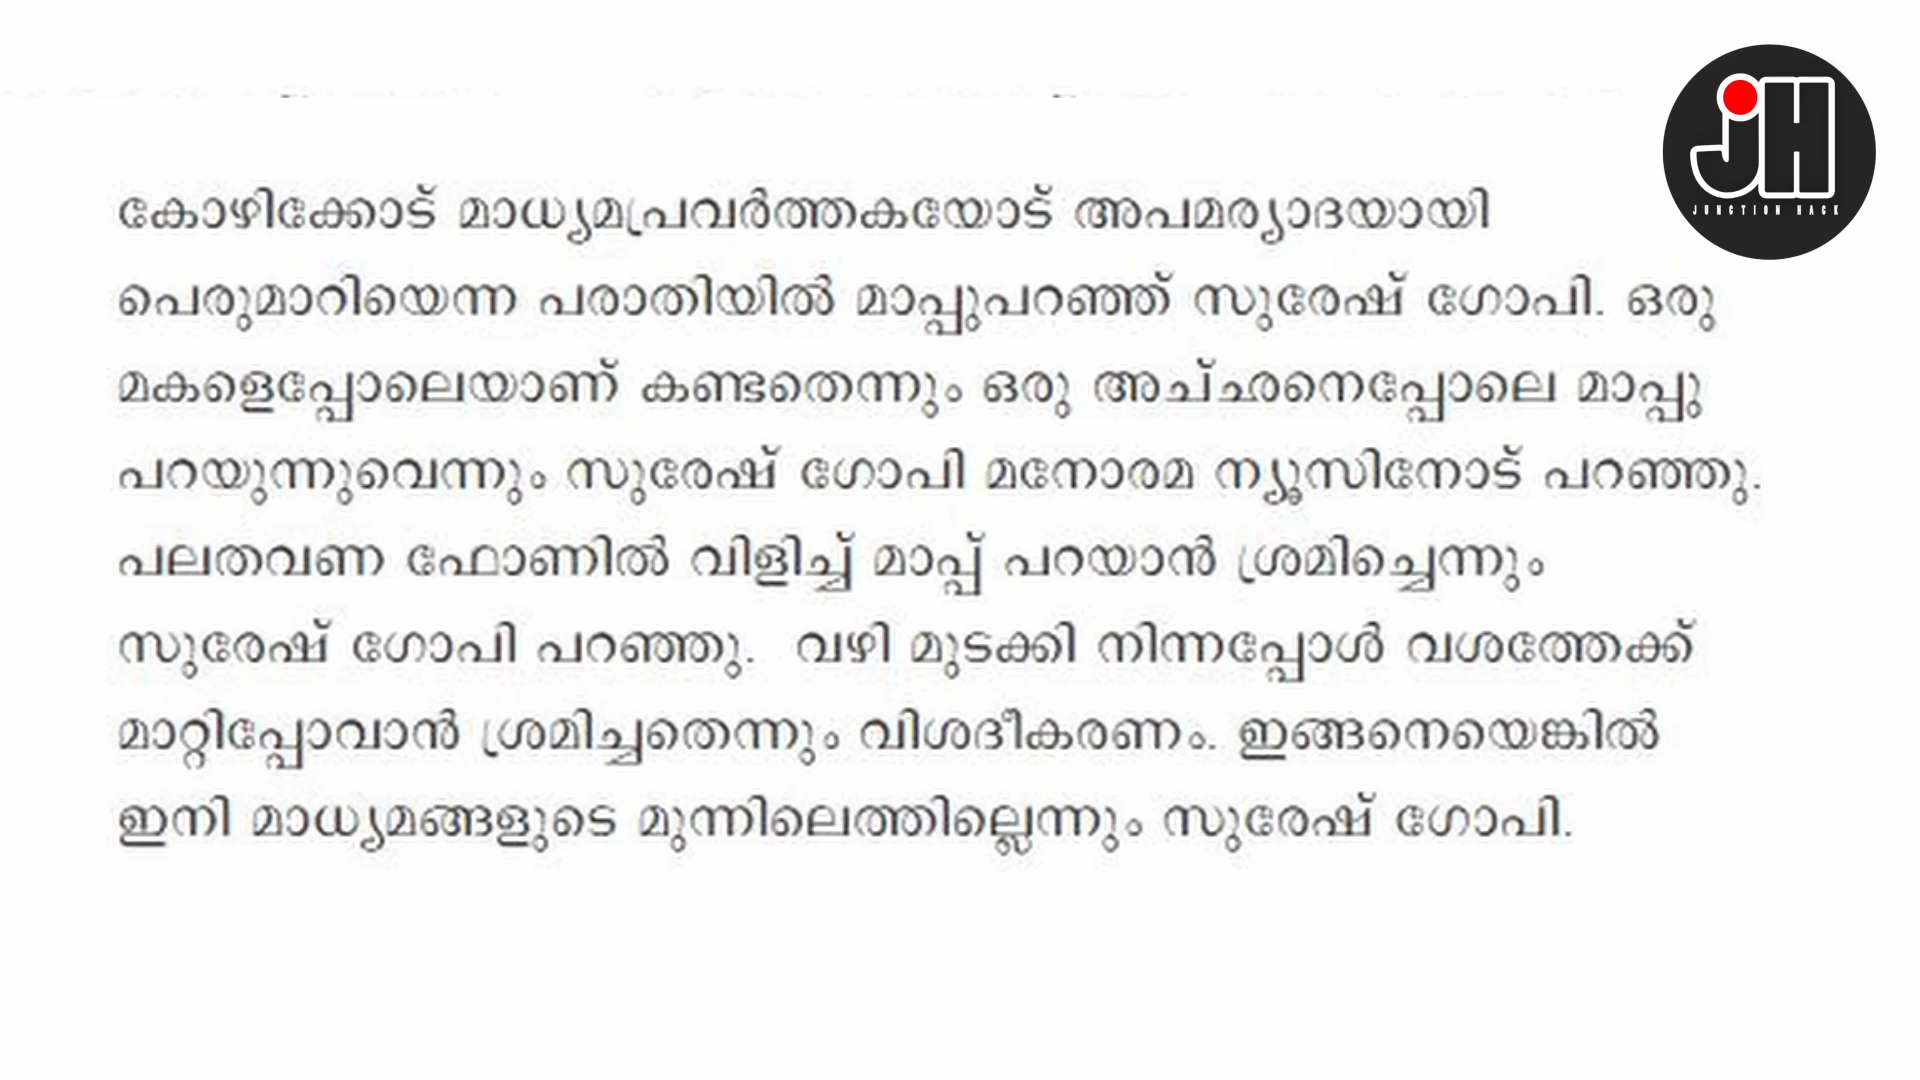 കോഴിക്കോട് മാധ്യമപ്രവർത്തകയോട് അപമര്യാദയായി
പെരുമാറിയെന്ന പരാതിയിൽ മാപ്പുപറഞ്ഞ് സുരേഷ് ഗോപി. ഒരു
മകളെപ്പോലെയാണ് കണ്ടതെന്നും ഒരു അച്ഛനെപ്പോലെ മാപ്പു
പറയുന്നുവെന്നും സുരേഷ് ഗോപി മനോരമ ന്യൂസിനോട് പറഞ്ഞു.
പലതവണ ഫോണിൽ വിളിച്ച് മാപ്പ് പറയാൻ ശ്രമിച്ചെന്നും
സുരേഷ് ഗോപി പറഞ്ഞു. വഴി മുടക്കി നിന്നപ്പോൾ വശത്തേക്ക്
മാറ്റിപ്പോവാൻ ശ്രമിച്ചതെന്നും വിശദീകരണം. ഇങ്ങനെയെങ്കിൽ
ഇനി മാധ്യമങ്ങളുടെ മുന്നിലെത്തില്ലെന്നും സുരേഷ് ഗോപി.
jH
JUNCTION HACK